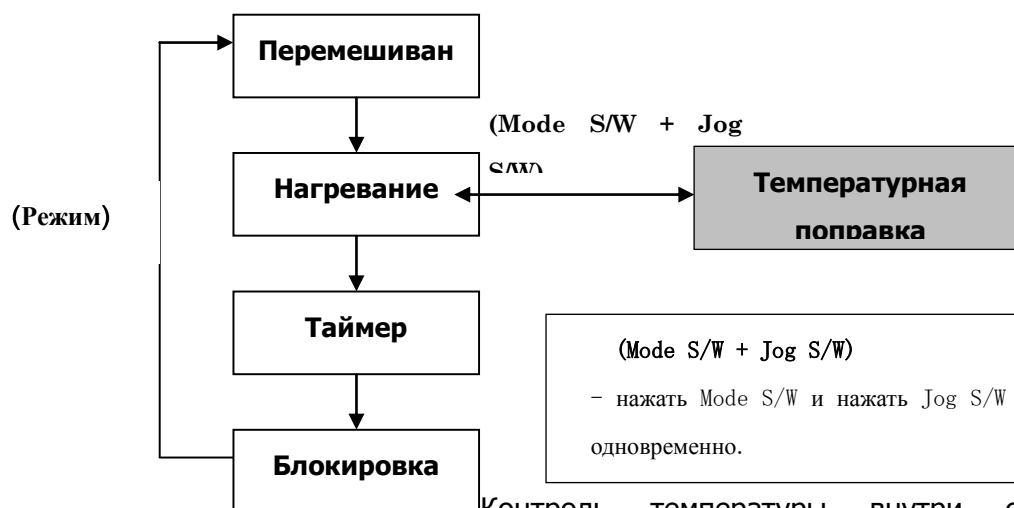 Перемешиван
(Mode S/W + Jog
S/W)
Нагревание
Температурная
поправка
(Режим)
Таймер
(Mode S/W + Jog S/W)
– нажать Mode S/W и нажать Jog S/W
одновременно.
Блокировка
Контроль температуры внутри